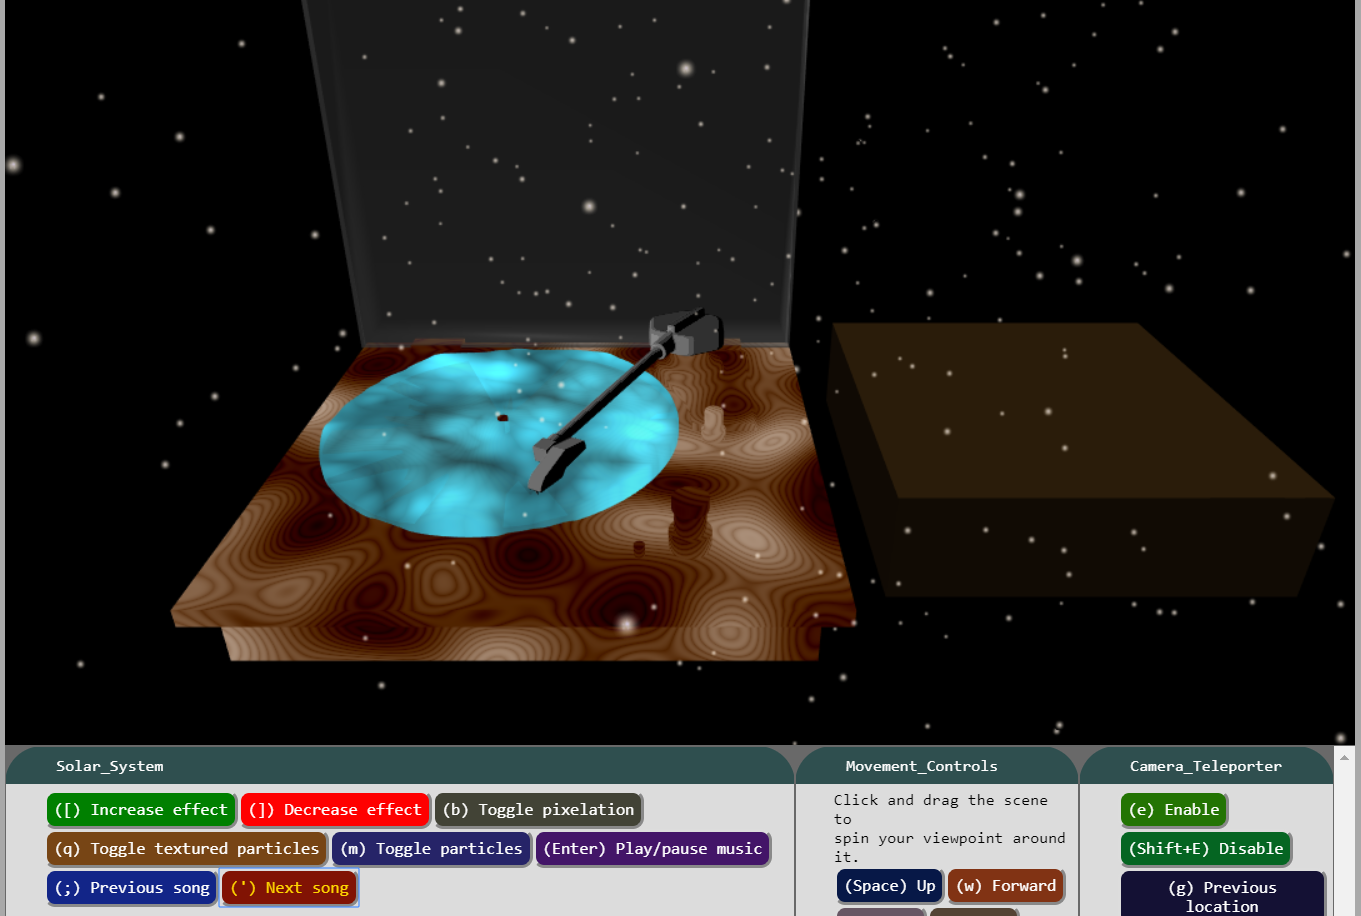 Solar_System
([) Increase effect
(]) Decrease effect
(b) Toggle pixelation
(q) Toggle textured particles
(m) Toggle particles
(Enter) Play/pause music
(;) Previous song
(') Next song
Movement_Controls
Click and drag the scene
to
spin your viewpoint around
it.
(Space) Up
(w) Forward
Camera_Teleporter
(e) Enable
(Shift+E) Disable
(g) Previous
location